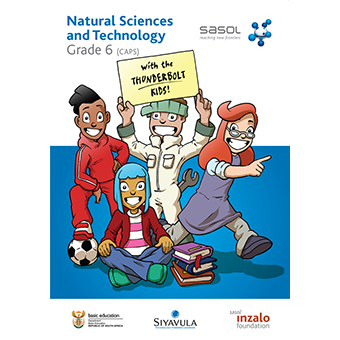 Natural Sciences
and Technology
Grade 6 (CAPS)
sasol
reaching new frontiers
With the
THUNDERBOLT
KIDS!
basic education
Department:
Basic Education
REPUBLIC OF SOUTH AFRICA
SIYAVULA
sasol
inzalo
foundation